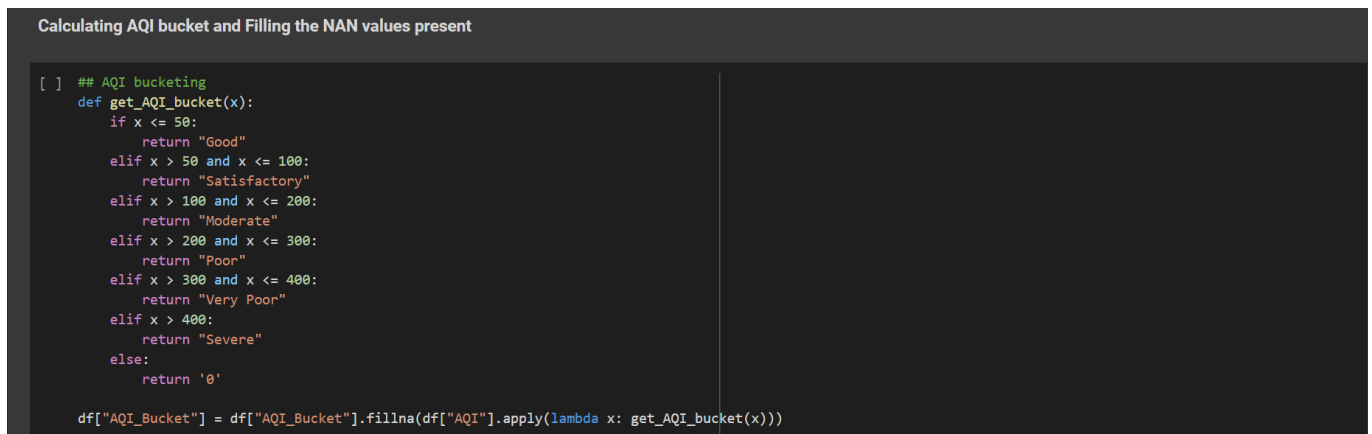 Calculating AQI bucket and Filling the NAN values present
[ ] ## AQI bucketing
def get_AQI_bucket(x):
    if x <= 50:
        return "Good"
    elif x > 50 and x <= 100:
        return "Satisfactory"
    elif x > 100 and x <= 200:
        return "Moderate"
    elif x > 200 and x <= 300:
        return "Poor"
    elif x > 300 and x <= 400:
        return "Very Poor"
    elif x > 400:
        return "Severe"
    else:
        return '0'
df["AQI_Bucket"] = df["AQI_Bucket"].fillna(df["AQI"].apply(lambda x: get_AQI_bucket(x)))